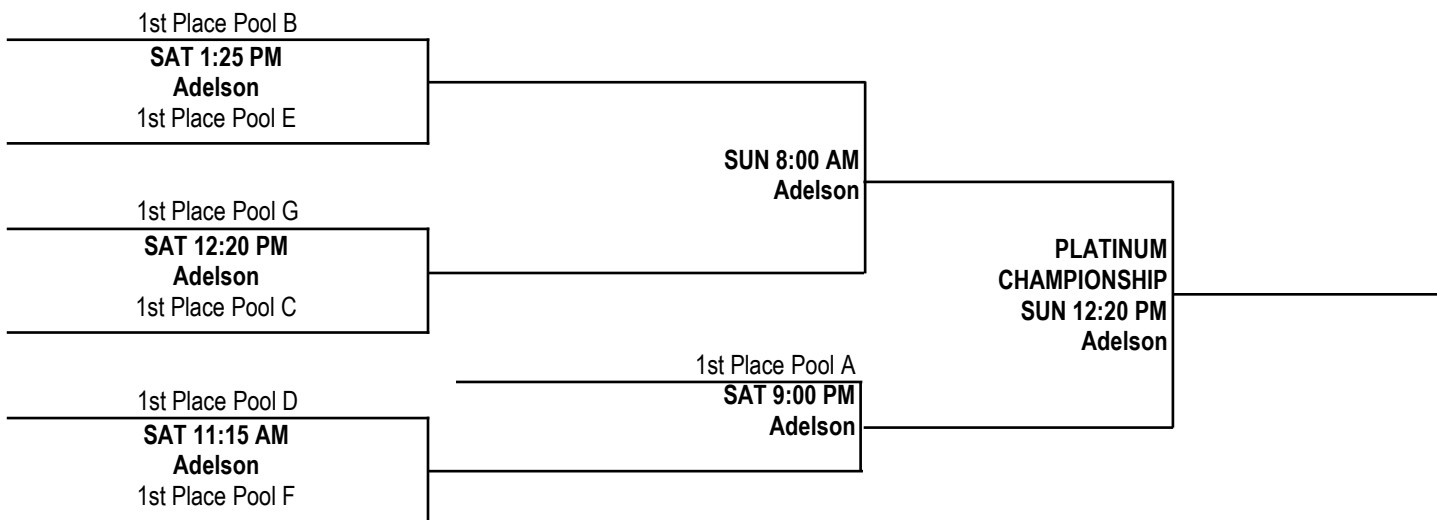 1st Place Pool B
SAT 1:25 PM
Adelson
1st Place Pool E
SUN 8:00 AM
Adelson
1st Place Pool G
SAT 12:20 PM
Adelson
1st Place Pool C
PLATINUM
CHAMPIONSHIP
SUN 12:20 PM
Adelson
1st Place Pool A
SAT 9:00 PM
Adelson
1st Place Pool D
SAT 11:15 AM
Adelson
1st Place Pool F